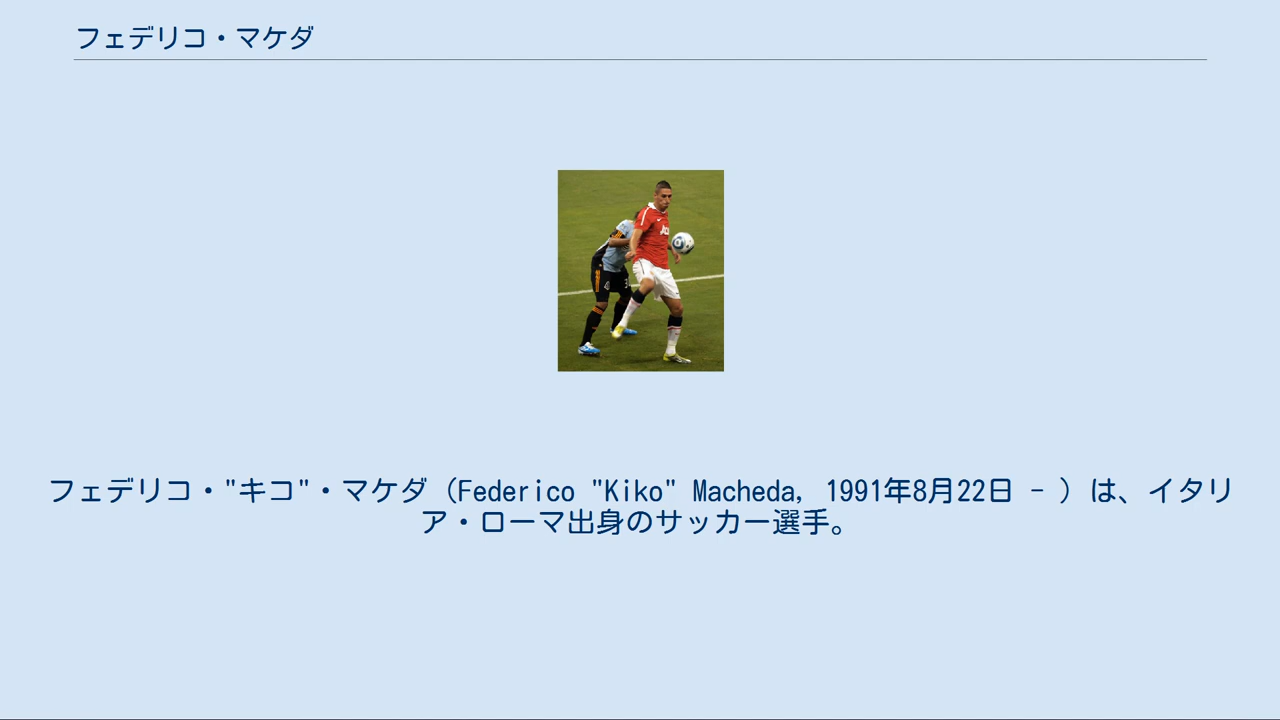 フェデリコ・マケダ
フェデリコ・"キコ"・マケダ（Federico "Kiko" Macheda, 1991年8月22日 - ）は、イタリ
ア・ローマ出身のサッカー選手。